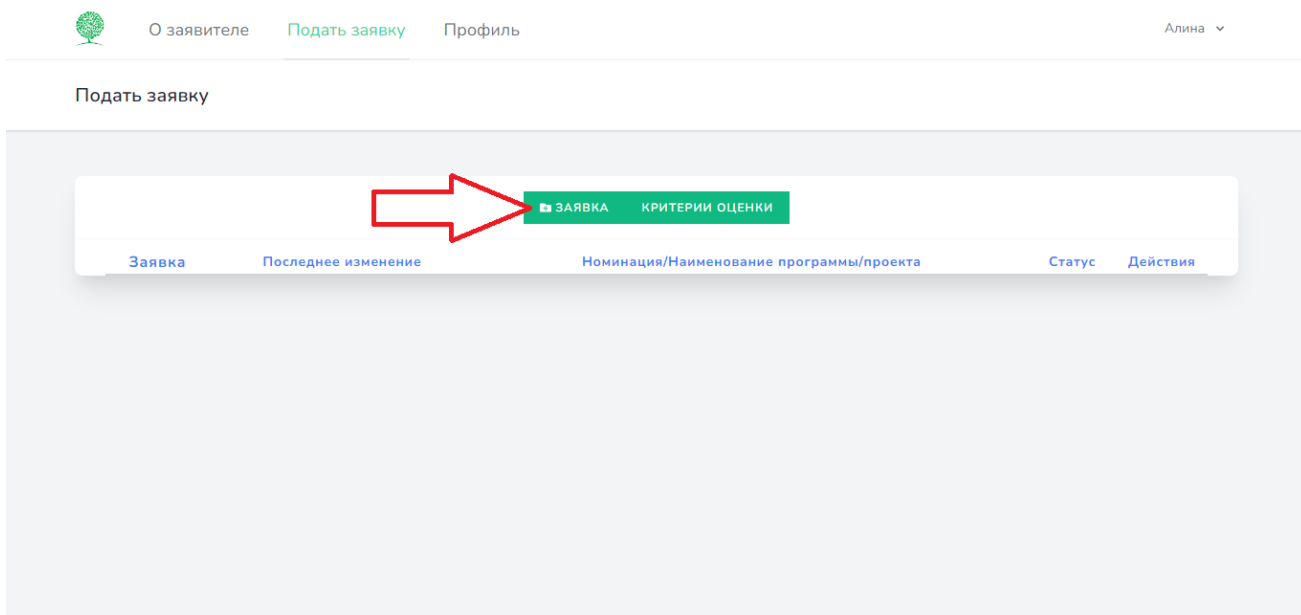 О заявителе Подать заявку Профиль Алина
Подать заявку
ЗАЯВКА КРИТЕРИИ ОЦЕНКИ
Заявка Последнее изменение Номинация/Наименование программы/проекта Статус Действия